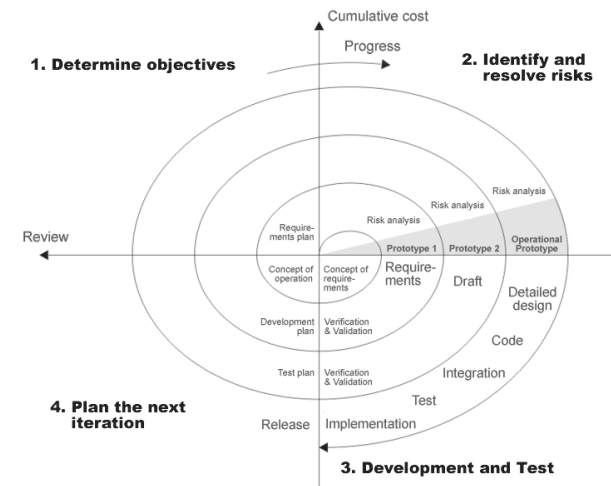 Cumulative cost
Progress
1. Determine objectives
2. Identify and
resolve risks
Risk analysis
Risk analysis
Risk analysis
Require-
ments plan
Review
Prototype 1
Prototype 2
Operational
Prototype
Concept of
operation
Concept of
require-
ments
Require-
ments
Draft
Detailed
design
Development
plan
Verification
& Validation
Code
Test plan
Verification
& Validation
Integration
Test
4. Plan the next
iteration
Release
Implementation
3. Development and Test